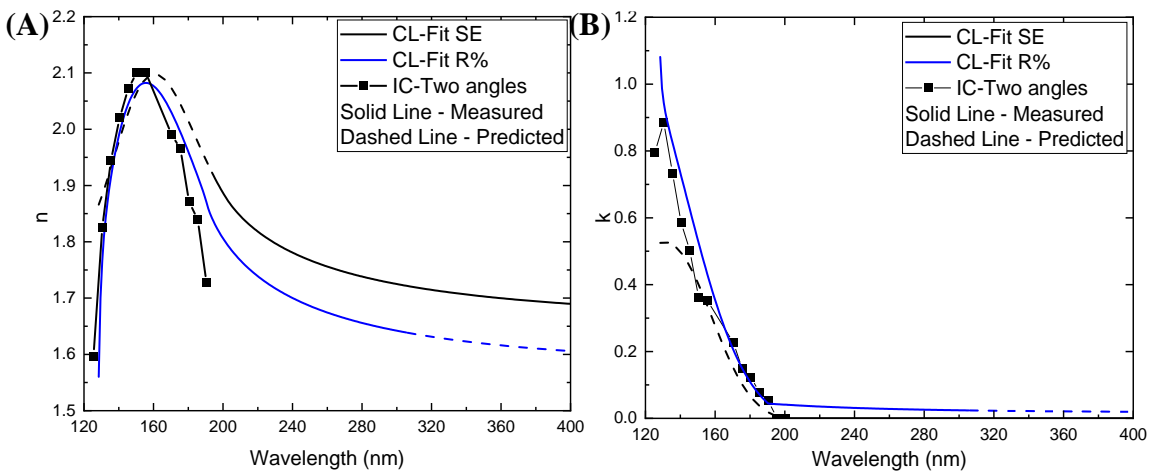 (A)
2.2
2.1
2.0
1.9
1.8
1.7
1.6
1.5
n
CL-Fit SE
CL-Fit R%
IC-Two angles
Solid Line - Measured
Dashed Line - Predicted
120 160 200 240 280 320 360 400
Wavelength (nm)
(B)
1.2
1.0
0.8
0.6
0.4
0.2
0.0
k
CL-Fit SE
CL-Fit R%
IC-Two angles
Solid Line - Measured
Dashed Line - Predicted
120 160 200 240 280 320 360 400
Wavelength (nm)